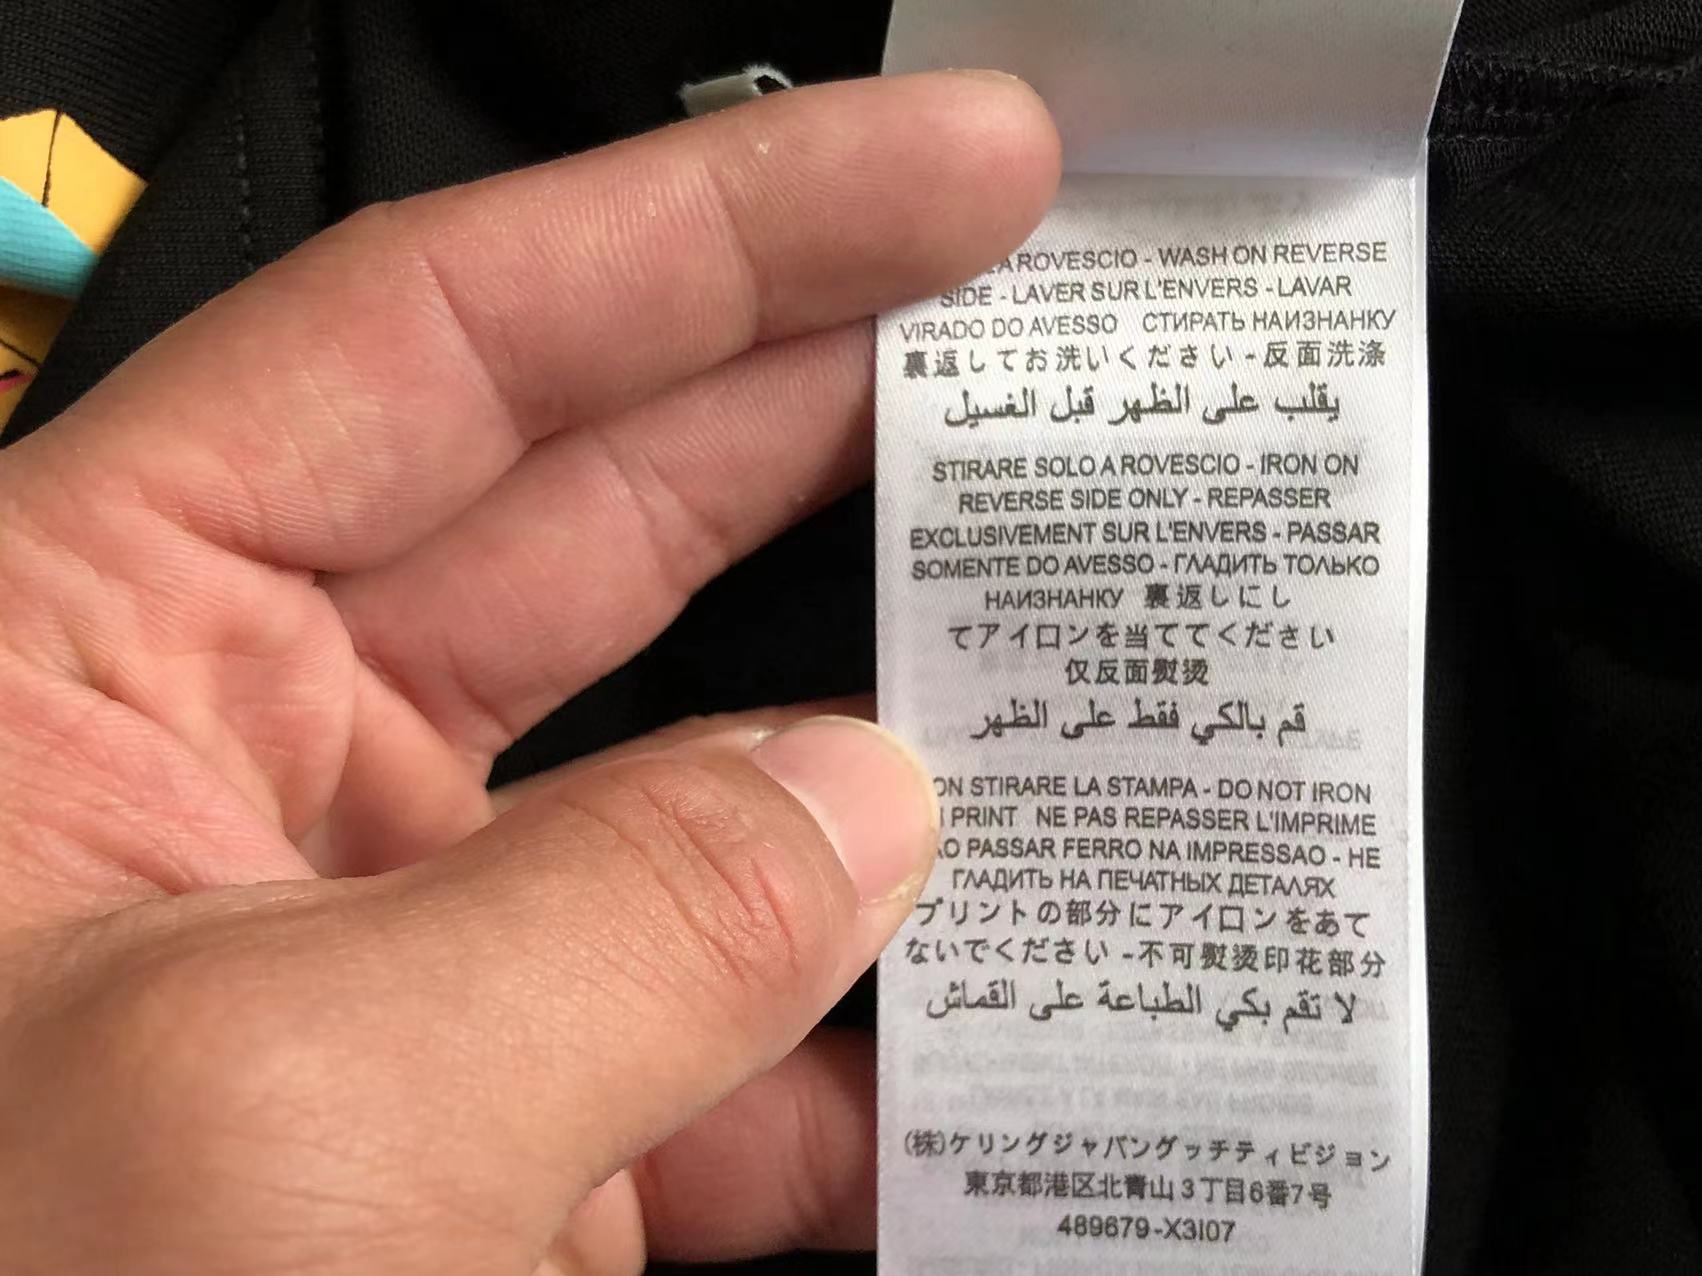 A ROVESCIO - WASH ON REVERSE
SIDE - LAVER SUR L'ENVERS - LAVAR
VIRADO DO AVESSO СТИРАТЬ НАИЗНАНКУ
裏返してお洗いください - 反面洗涤
يقلب على الظهر قبل الغسيل
STIRARE SOLO A ROVESCIO - IRON ON
REVERSE SIDE ONLY - REPASSER
EXCLUSIVEMENT SUR L'ENVERS - PASSAR
SOMENTE DO AVESSO - ГЛАДИТЬ ТОЛЬКО
НАИЗНАНКУ 裏返しにし
てアイロンを当ててください
仅反面熨烫
قم بالكي فقط على الظهر
ON STIRARE LA STAMPA - DO NOT IRON
PRINT NE PAS REPASSER L'IMPRIME
AO PASSAR FERRO NA IMPRESSAO - НЕ
ГЛАДИТЬ НА ПЕЧАТНЫХ ДЕТАЛЯХ
プリントの部分にアイロンをあて
ないでください - 不可熨烫印花部分
لا تقم بكي الطباعة على القماش
(株)ケリングジャパングッチディビジョン
東京都港区北青山3丁目6番7号
489679-X3I07